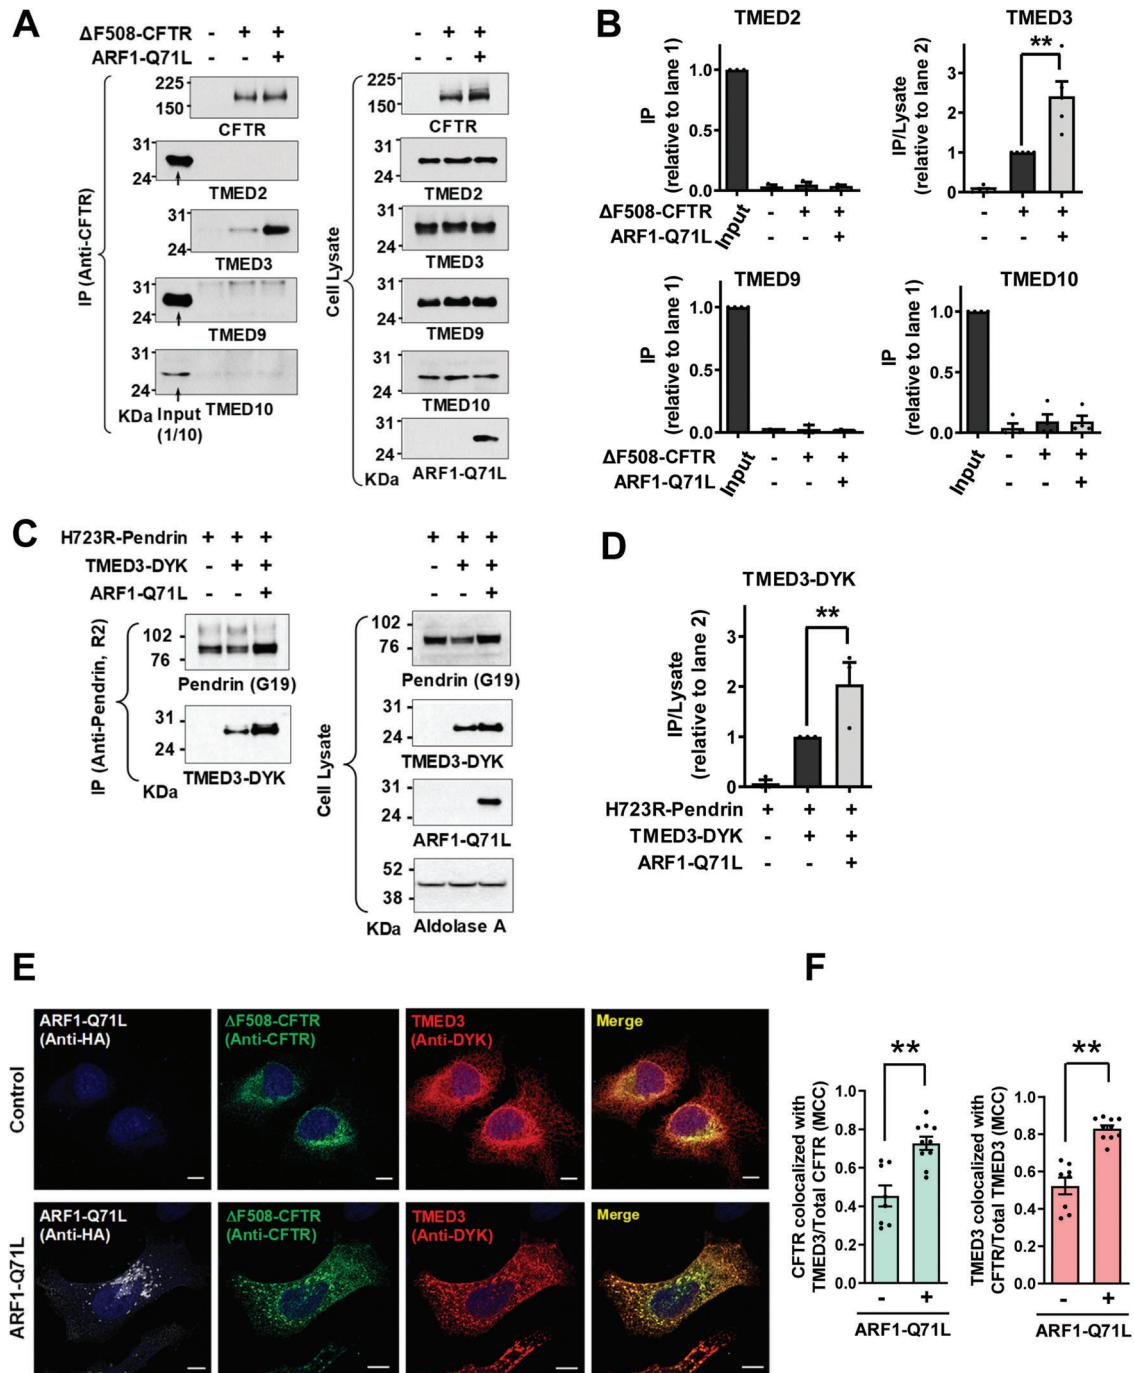 A
ΔF508-CFTR - + +
ARF1-Q71L - - +
IP (Anti-CFTR)
225
150
CFTR
31
24
TMED2
31
24
TMED3
31
24
TMED9
31
24
KDa Input TMED10
(1/10)
- + +
- - +
Cell Lysate
225
150
CFTR
31
24
TMED2
31
24
TMED3
31
24
TMED9
31
24
TMED10
31
24
KDa ARF1-Q71L
B
TMED2
IP
(relative to lane 1)
1.0
0.5
0.0
ΔF508-CFTR Input - + +
ARF1-Q71L - - +
TMED3
**
IP/Lysate
(relative to lane 2)
3
2
1
0
- + +
- - +
TMED9
IP
(relative to lane 1)
1.0
0.5
0.0
ΔF508-CFTR Input - + +
ARF1-Q71L - - +
TMED10
IP
(relative to lane 1)
1.0
0.5
0.0
Input - + +
- - +
C
H723R-Pendrin + + +
TMED3-DYK - + +
ARF1-Q71L - - +
IP (Anti-Pendrin, R2)
102
76
Pendrin (G19)
31
24
TMED3-DYK
KDa
+ + +
- + +
- - +
Cell Lysate
102
76
Pendrin (G19)
31
24
TMED3-DYK
31
24
ARF1-Q71L
52
38
KDa Aldolase A
D
TMED3-DYK
**
IP/Lysate
(relative to lane 2)
3
2
1
0
H723R-Pendrin + + +
TMED3-DYK - + +
ARF1-Q71L - - +
E
Control
ARF1-Q71L
(Anti-HA)
ΔF508-CFTR
(Anti-CFTR)
TMED3
(Anti-DYK)
Merge
ARF1-Q71L
ARF1-Q71L
(Anti-HA)
ΔF508-CFTR
(Anti-CFTR)
TMED3
(Anti-DYK)
Merge
F
**
CFTR colocalized with
TMED3/Total CFTR (MCC)
1.0
0.8
0.6
0.4
0.2
0.0
- +
ARF1-Q71L
**
TMED3 colocalized with
CFTR/Total TMED3 (MCC)
1.0
0.8
0.6
0.4
0.2
0.0
- +
ARF1-Q71L